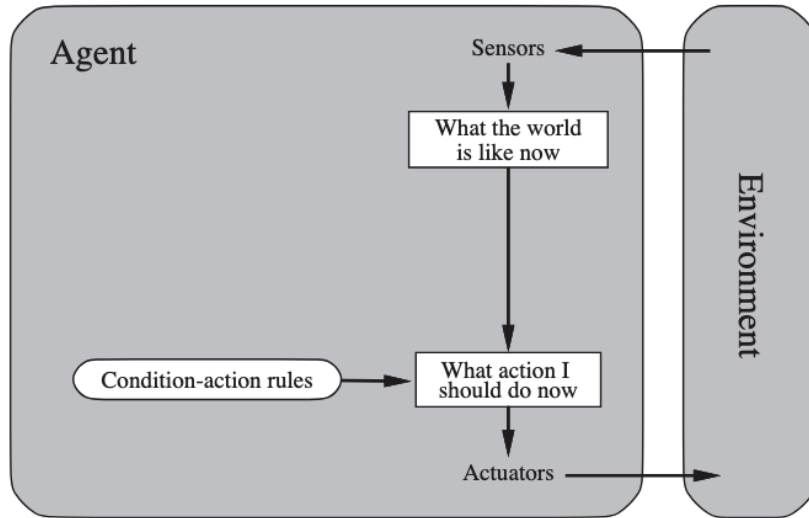 Agent
Sensors
What the world
is like now
Environment
Condition-action rules
What action I
should do now
Actuators